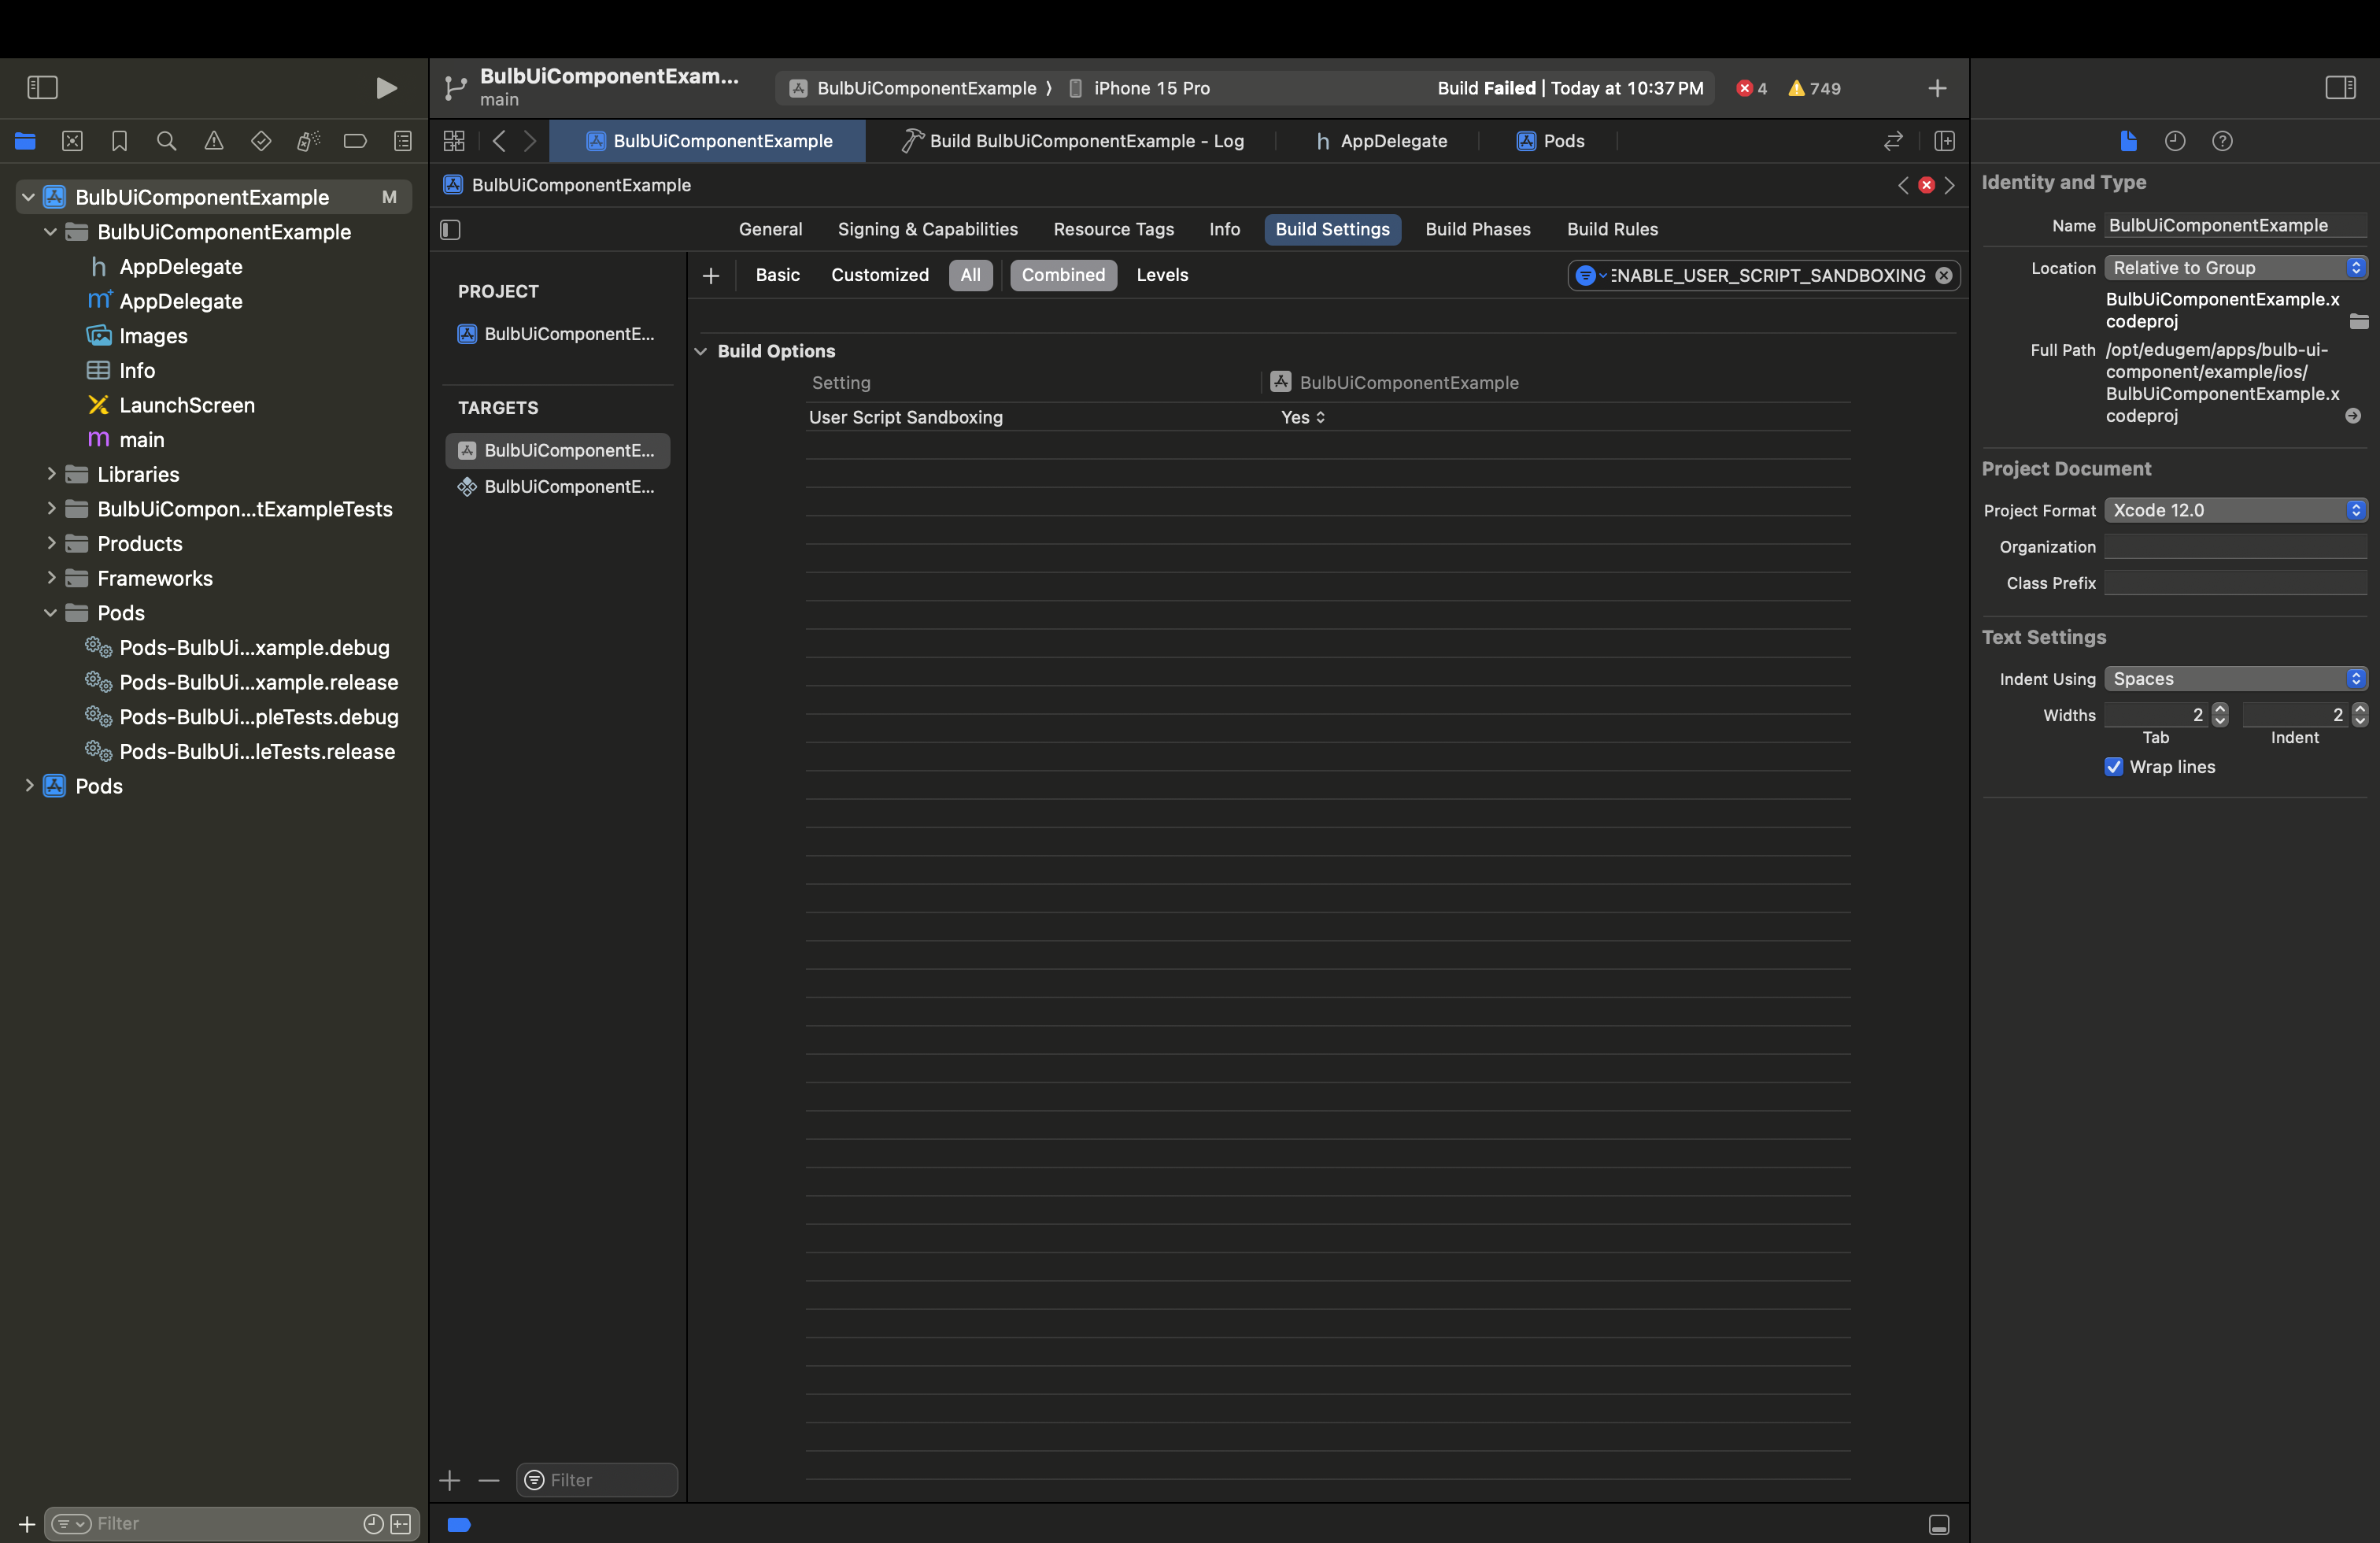 BulbUiComponentExam...
main
BulbUiComponentExample 〉 iPhone 15 Pro
Build Failed | Today at 10:37 PM
4
749
BulbUiComponentExample
Build BulbUiComponentExample - Log
h AppDelegate
Pods
BulbUiComponentExample M
BulbUiComponentExample
h AppDelegate
m+ AppDelegate
Images
Info
LaunchScreen
m main
Libraries
BulbUiCompon...tExampleTests
Products
Frameworks
Pods
Pods-BulbUi...xample.debug
Pods-BulbUi...xample.release
Pods-BulbUi...pleTests.debug
Pods-BulbUi...leTests.release
Pods
Filter
BulbUiComponentExample
General Signing & Capabilities Resource Tags Info Build Settings Build Phases Build Rules
PROJECT
BulbUiComponentE...
TARGETS
BulbUiComponentE...
BulbUiComponentE...
Filter
Basic Customized All Combined Levels
ENABLE_USER_SCRIPT_SANDBOXING
Build Options
Setting BulbUiComponentExample
User Script Sandboxing Yes
Identity and Type
Name BulbUiComponentExample
Location Relative to Group
BulbUiComponentExample.x
codeproj
Full Path /opt/edugem/apps/bulb-ui-
component/example/ios/
BulbUiComponentExample.x
codeproj
Project Document
Project Format Xcode 12.0
Organization
Class Prefix
Text Settings
Indent Using Spaces
Widths 2 2
Tab Indent
Wrap lines